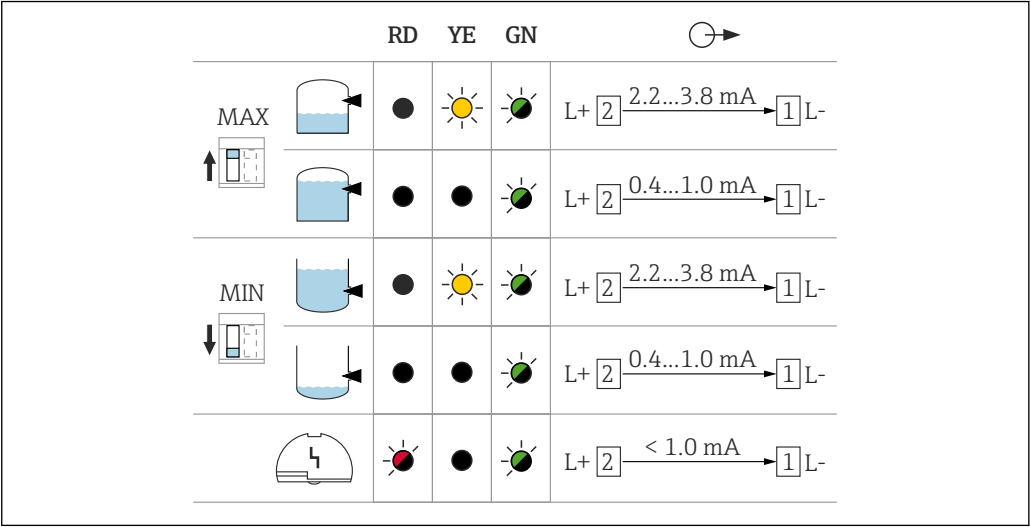 RD YE GN
MAX
L+ 2 2.2...3.8 mA 1 L-
L+ 2 0.4...1.0 mA 1 L-
MIN
L+ 2 2.2...3.8 mA 1 L-
L+ 2 0.4...1.0 mA 1 L-
L+ 2 < 1.0 mA 1 L-